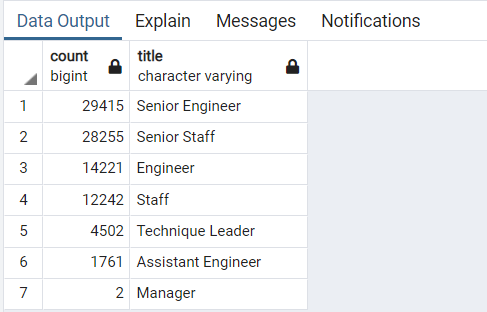 Data Output Explain Messages Notifications
count title
bigint character varying
1 29415 Senior Engineer
2 28255 Senior Staff
3 14221 Engineer
4 12242 Staff
5 4502 Technique Leader
6 1761 Assistant Engineer
7 2 Manager